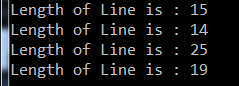 Length of Line is : 15
Length of Line is : 14
Length of Line is : 25
Length of Line is : 19